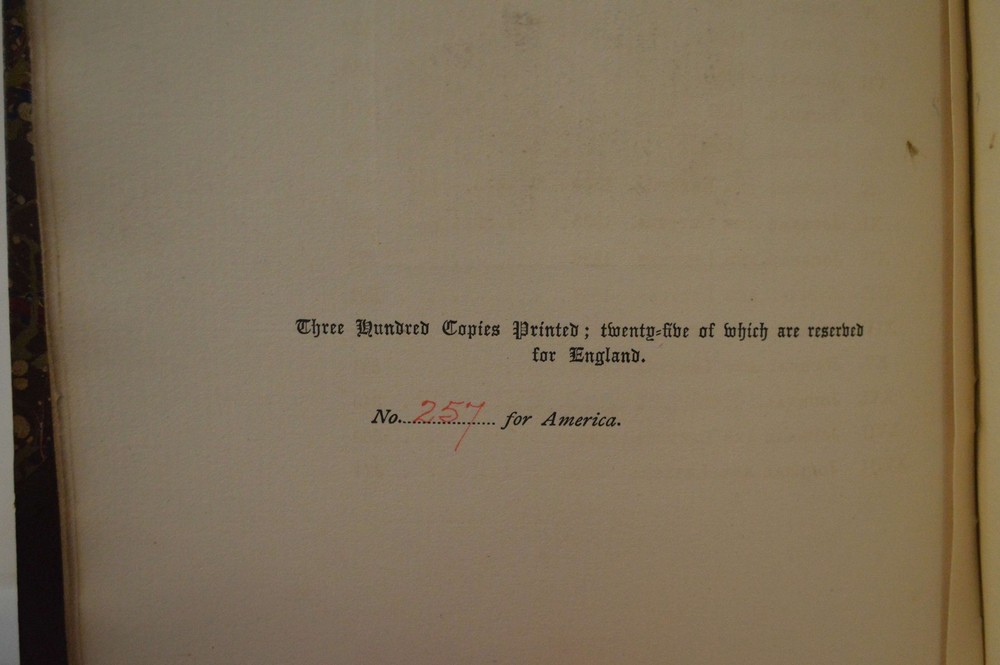 Three Hundred Copies Printed; twenty-five of which are reserved
for England.
No. 257 for America.